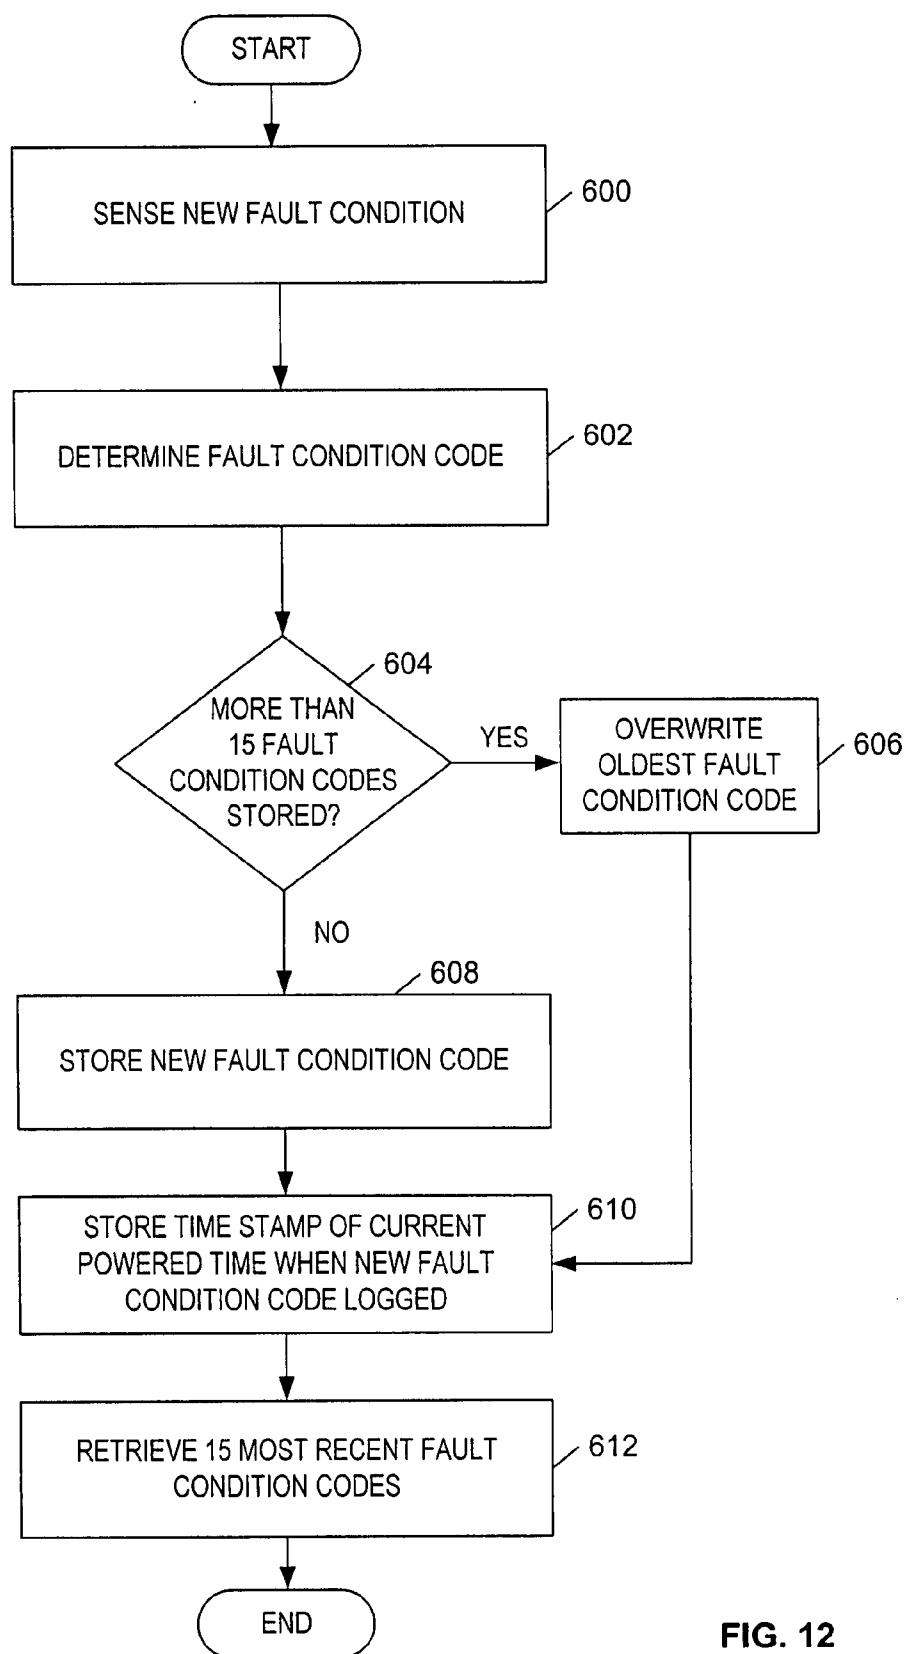 START
SENSE NEW FAULT CONDITION
600
DETERMINE FAULT CONDITION CODE
602
604
MORE THAN
15 FAULT
CONDITION CODES
STORED?
YES
OVERWRITE
OLDEST FAULT
CONDITION CODE
606
NO
608
STORE NEW FAULT CONDITION CODE
STORE TIME STAMP OF CURRENT
POWERED TIME WHEN NEW FAULT
CONDITION CODE LOGGED
610
RETRIEVE 15 MOST RECENT FAULT
CONDITION CODES
612
END
FIG. 12